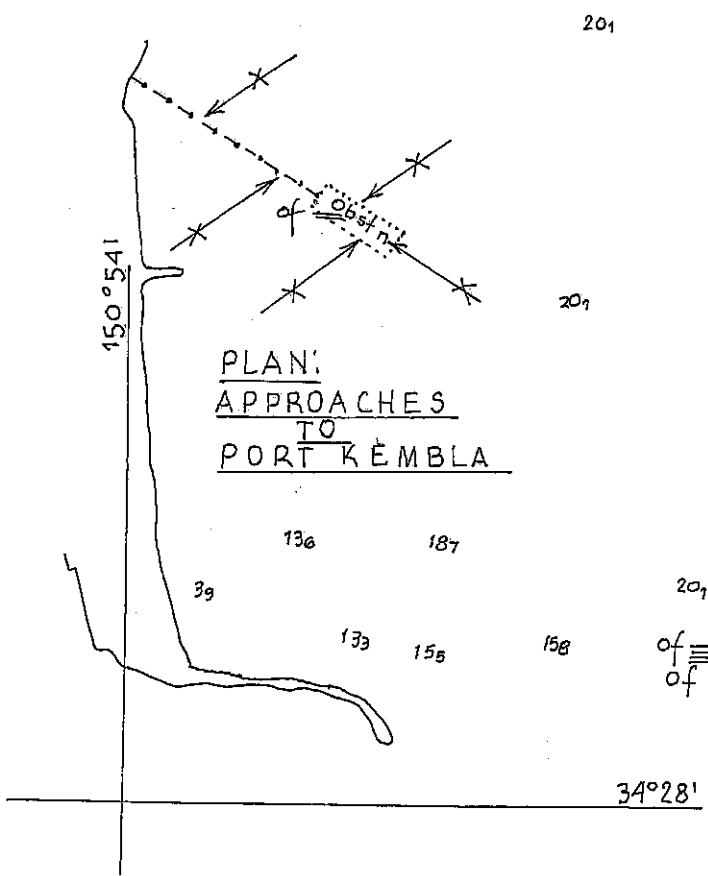 20₁
of Obstn
150°54'
20₁
PLAN:
APPROACHES
TO
PORT KEMBLA
13₆ 18₇
3₉ 20₁
13₃ 15₅ 15₈ of
of
34°28'